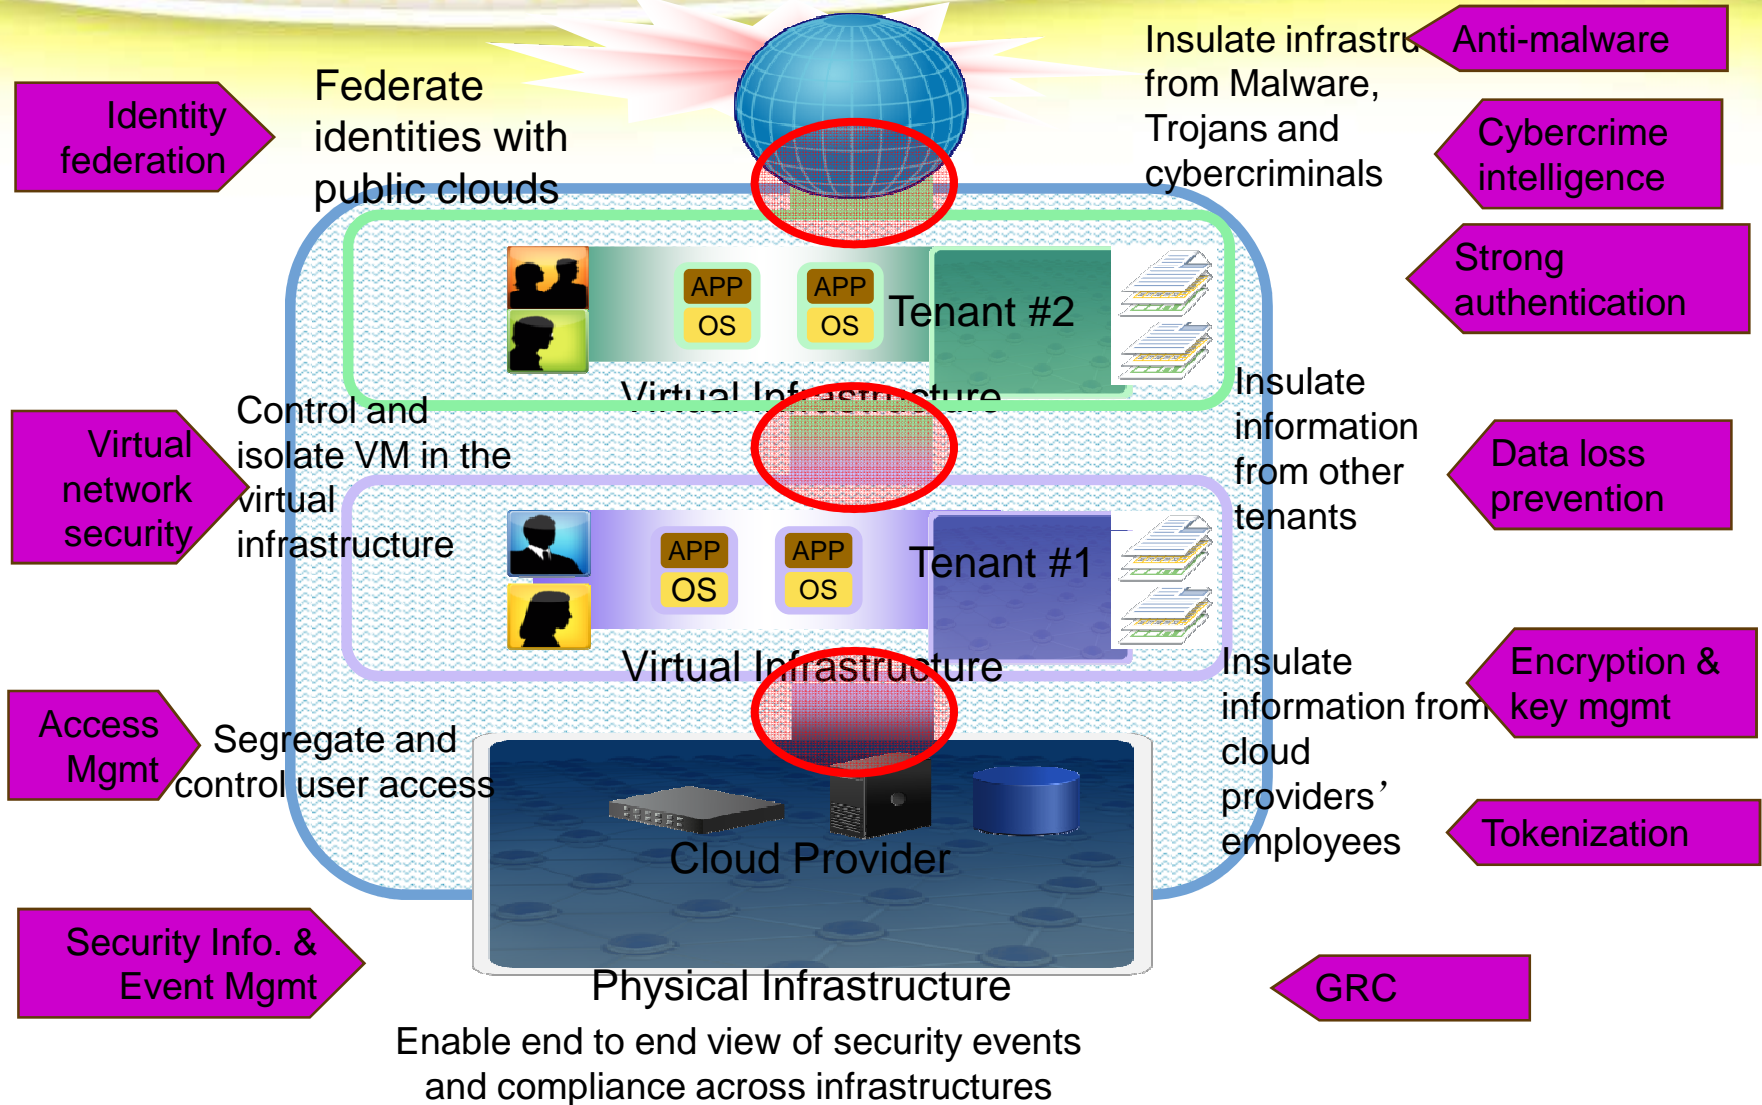 Identity
federation
Federate
identities with
public clouds
Insulate infrastru
from Malware,
Trojans and
cybercriminals
Anti-malware
Cybercrime
intelligence
Strong
authentication
APP
OS
APP
OS
Tenant #2
Virtual Infrastructure
Virtual
network
security
Control and
isolate VM in the
virtual
infrastructure
Insulate
information
from other
tenants
Data loss
prevention
APP
OS
APP
OS
Tenant #1
Virtual Infrastructure
Access
Mgmt
Segregate and
control user access
Insulate
information from
cloud
providers’
employees
Encryption &
key mgmt
Tokenization
Cloud Provider
Security Info. &
Event Mgmt
Physical Infrastructure
GRC
Enable end to end view of security events
and compliance across infrastructures